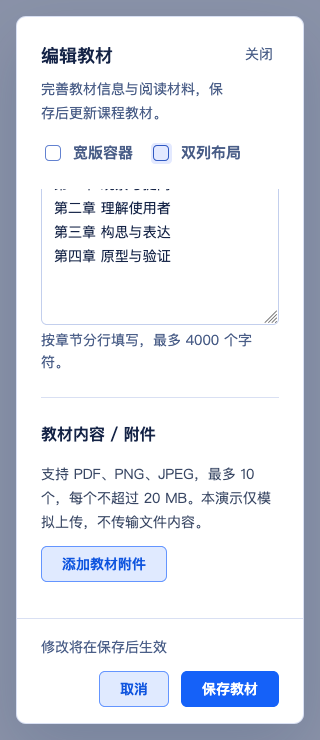 编辑教材
关闭
完善教材信息与阅读材料，保
存后更新课程教材。
宽版容器
双列布局
第二章 理解使用者
第三章 构思与表达
第四章 原型与验证
按章节分行填写，最多 4000 个字
符。
教材内容 / 附件
支持 PDF、PNG、JPEG，最多 10
个，每个不超过 20 MB。本演示仅模
拟上传，不传输文件内容。
添加教材附件
修改将在保存后生效
取消
保存教材